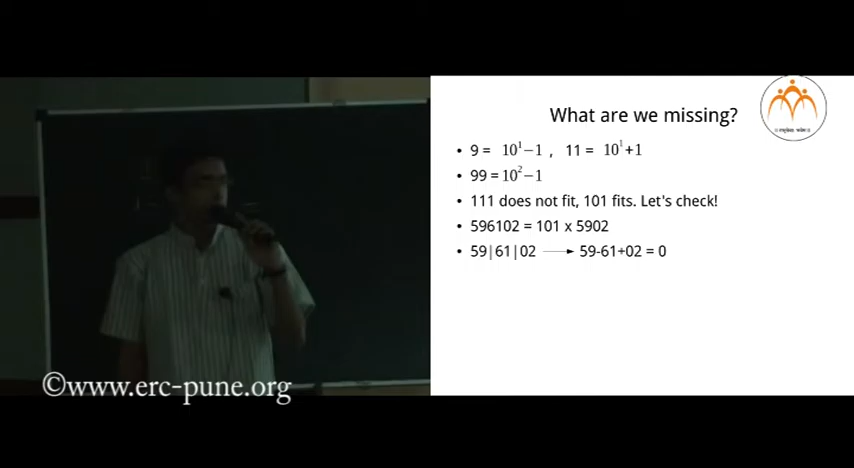 What are we missing?
• 9 = 10¹−1 , 11 = 10¹+1
• 99 = 10²−1
• 111 does not fit, 101 fits. Let's check!
• 596102 = 101 x 5902
• 59|61|02 → 59-61+02 = 0
©www.erc-pune.org